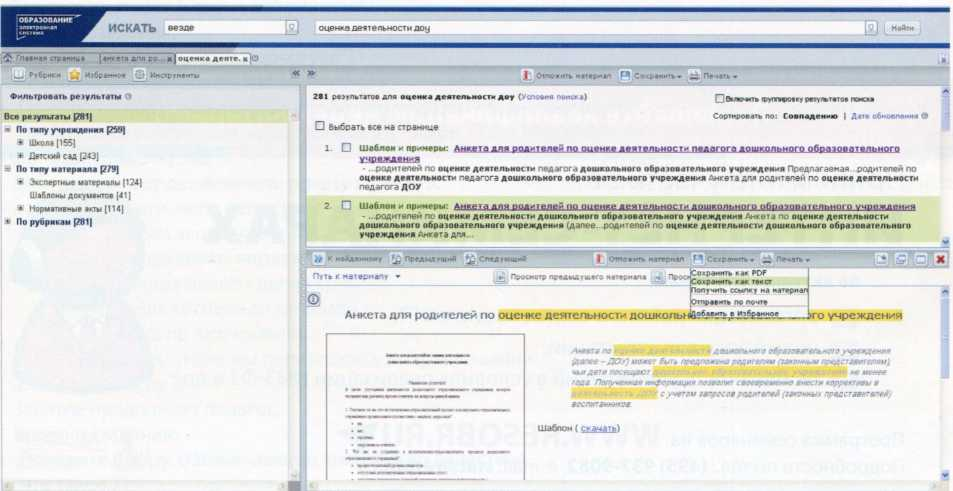 ОБРАЗОВАНИЕ
электронная
система
ИСКАТЬ
везде
оценка деятельности доу
Найти
Главная страница
анкета для ро...
оценка деяте...
Рубрики Избранное Инструменты
Отложить материал Сохранить Печать
Фильтровать результаты
Все результаты [281]
По типу учреждения [259]
Школа [155]
Детский сад [243]
По типу материала [279]
Экспертные материалы [124]
Шаблоны документов [41]
Нормативные акты [114]
По рубрикам [281]
281 результатов для оценка деятельности доу (Условия поиска)
Включить группировку результатов поиска
Сортировать по: Совпадению | Дате обновления
Выбрать все на странице
1. Шаблон и примеры: Анкета для родителей по оценке деятельности педагога дошкольного образовательного
учреждения
- ...родителей по оценке деятельности педагога дошкольного образовательного учреждения Предлагаемая...родителей по
оценке деятельности педагога дошкольного образовательного учреждения Анкета для родителей по оценке деятельности
педагога ДОУ
2. Шаблон и примеры: Анкета для родителей по оценке деятельности дошкольного образовательного учреждения
- ...родителей по оценке деятельности дошкольного образовательного учреждения Анкета по оценке деятельности
дошкольного образовательного учреждения (далее...родителей по оценке деятельности дошкольного образовательного
учреждения Анкета для...
К найденному Предыдущий Следующий
Отложить материал Сохранить Печать
Сохранить как PDF
Сохранить как текст
Получить ссылку на материал
Отправить по почте
Добавить в Избранное
Путь к материалу
Просмотр предыдущего материала
Анкета для родителей по оценке деятельности дошкольного образовательного учреждения
Анкета по оценке деятельности дошкольного образовательного учреждения
(далее – ДОУ) может быть предложена родителям (законным представителям),
чьи дети посещают дошкольное образовательное учреждение не менее
года. Полученная информация позволит своевременно внести коррективы в
деятельность ДОУ с учетом запросов родителей (законных представителей)
воспитанников.
Шаблон ( скачать)